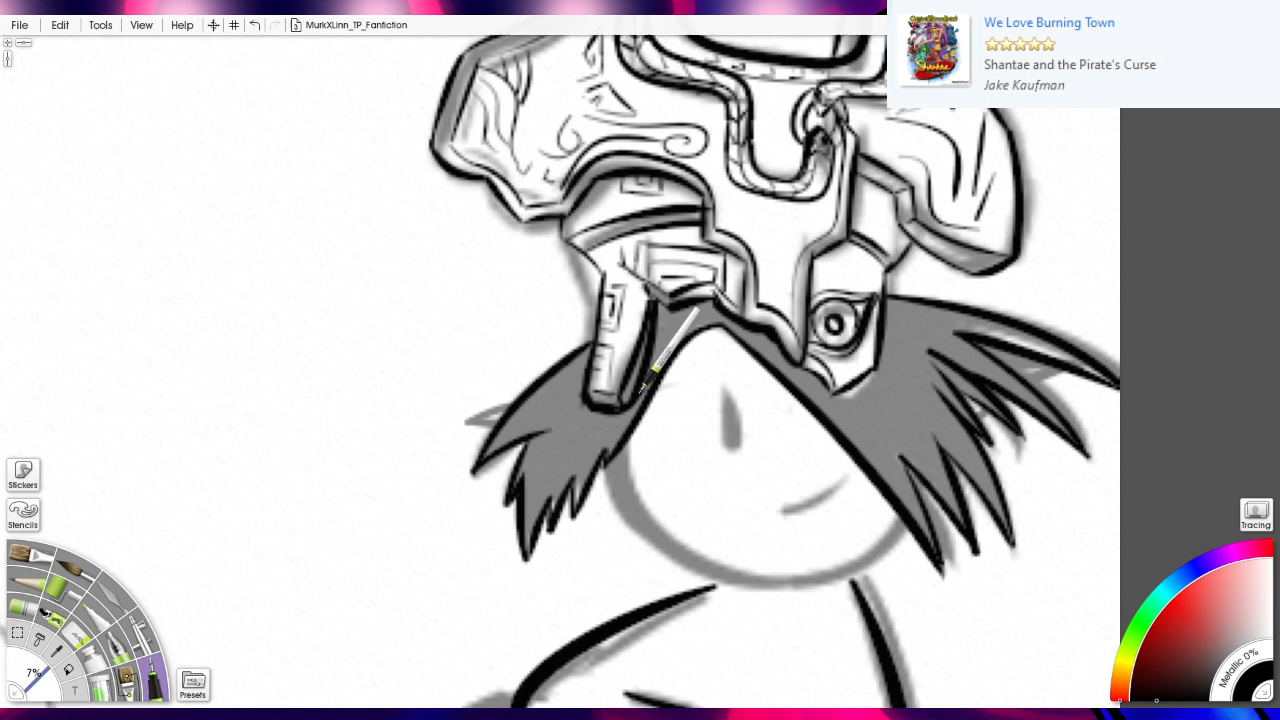 File Edit Tools View Help MurkXLinn_TP_Fanfiction
We Love Burning Town
Shantae and the Pirate's Curse
Jake Kaufman
Shantae
Stickers
Stencils
Tracing
7%
T
Presets
Metallic 0%